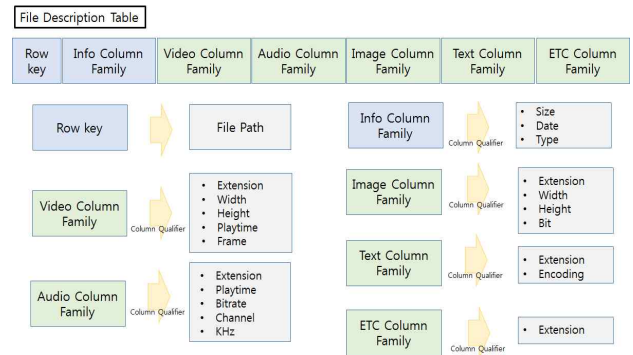 File Description Table
Row key
Info Column Family
Video Column Family
Audio Column Family
Image Column Family
Text Column Family
ETC Column Family
Row key
File Path
Video Column Family
Column Qualifier
• Extension
• Width
• Height
• Playtime
• Frame
Audio Column Family
Column Qualifier
• Extension
• Playtime
• Bitrate
• Channel
• KHz
Info Column Family
Column Qualifier
• Size
• Date
• Type
Image Column Family
Column Qualifier
• Extension
• Width
• Height
• Bit
Text Column Family
Column Qualifier
• Extension
• Encoding
ETC Column Family
Column Qualifier
• Extension